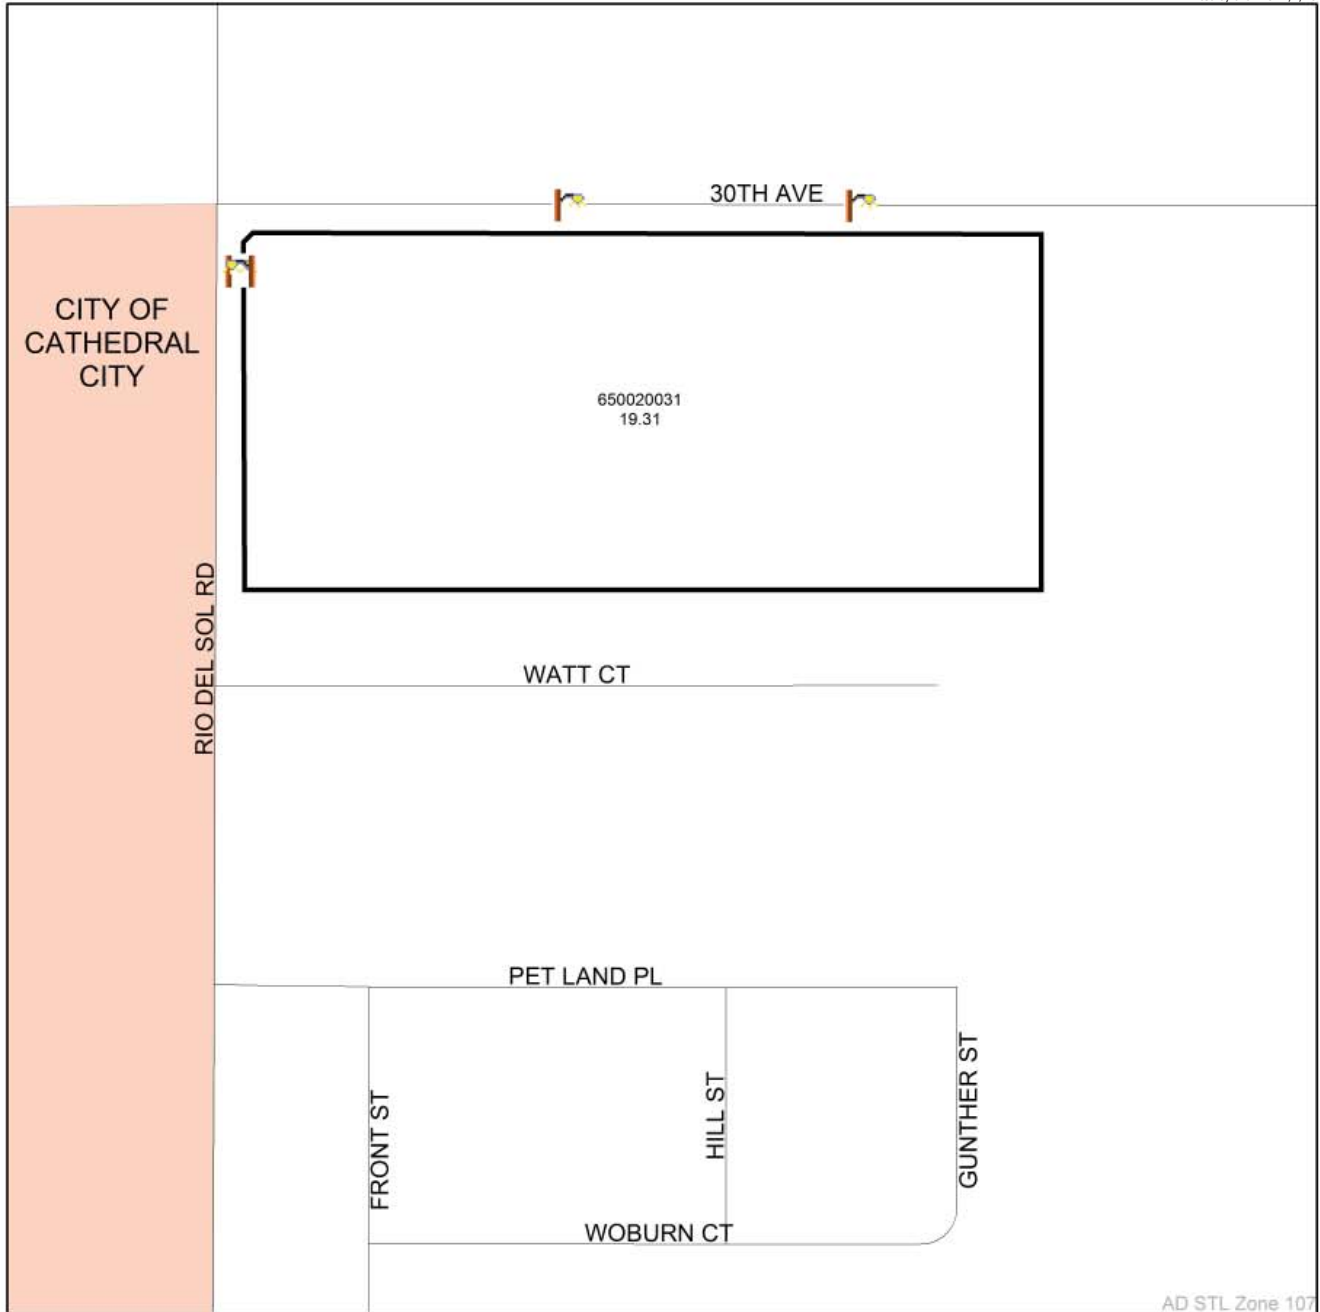 30TH AVE
CITY OF
CATHEDRAL
CITY
650020031
19.31
RIO DEL SOL RD
WATT CT
PET LAND PL
FRONT ST
HILL ST
GUNTHER ST
WOBURN CT
AD STL Zone 107